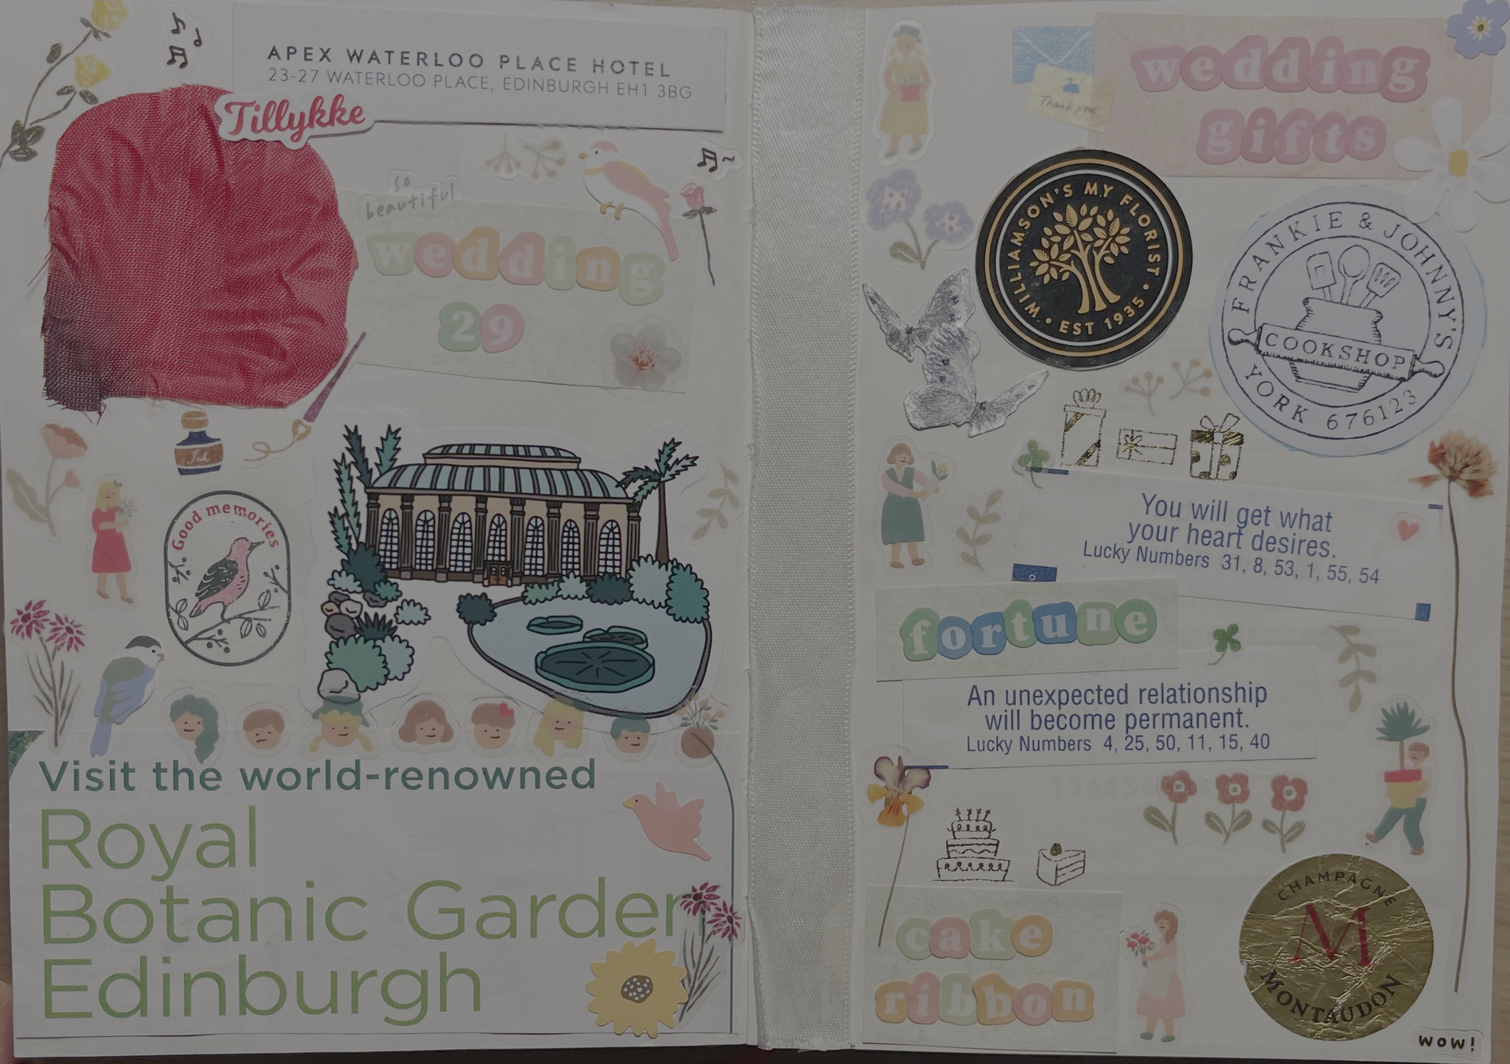 APEX WATERLOO PLACE HOTEL
23-27 WATERLOO PLACE, EDINBURGH EH1 3BG
Tillykke
so
beautiful
wedding
29
Ink
Good memories
Visit the world-renowned
Royal
Botanic Garden
Edinburgh
wedding
gifts
Thank you
WILLIAMSON'S MY FLORIST
EST 1935
FRANKIE & JOHNNY'S
COOKSHOP
YORK 676123
You will get what
your heart desires.
Lucky Numbers 31, 8, 53, 1, 55, 54
fortune
An unexpected relationship
will become permanent.
Lucky Numbers 4, 25, 50, 11, 15, 40
cake
ribbon
CHAMPAGNE
M
MONTAUDON
wow!